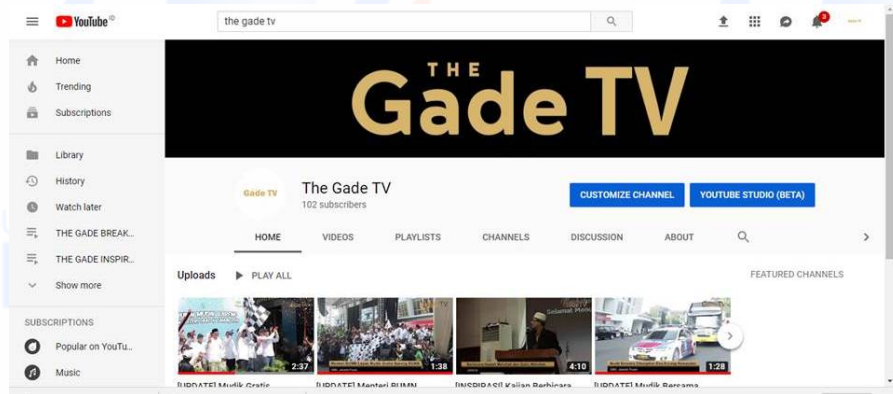 YouTube ID
the gade tv
3
Home
Trending
Subscriptions
Library
History
Watch later
THE GADE BREAK...
THE GADE INSPIR...
Show more
SUBSCRIPTIONS
Popular on YouTu...
Music
THE
Gade TV
Gade TV
The Gade TV
102 subscribers
CUSTOMIZE CHANNEL
YOUTUBE STUDIO (BETA)
HOME VIDEOS PLAYLISTS CHANNELS DISCUSSION ABOUT
Uploads PLAY ALL
FEATURED CHANNELS
2:37
1:38
4:10
1:28
[UPDATE] Mudik Gratis
[UPDATE] Menteri BUMN
[INSPIRASI] Kajian Berbicara
[UPDATE] Mudik Bersama